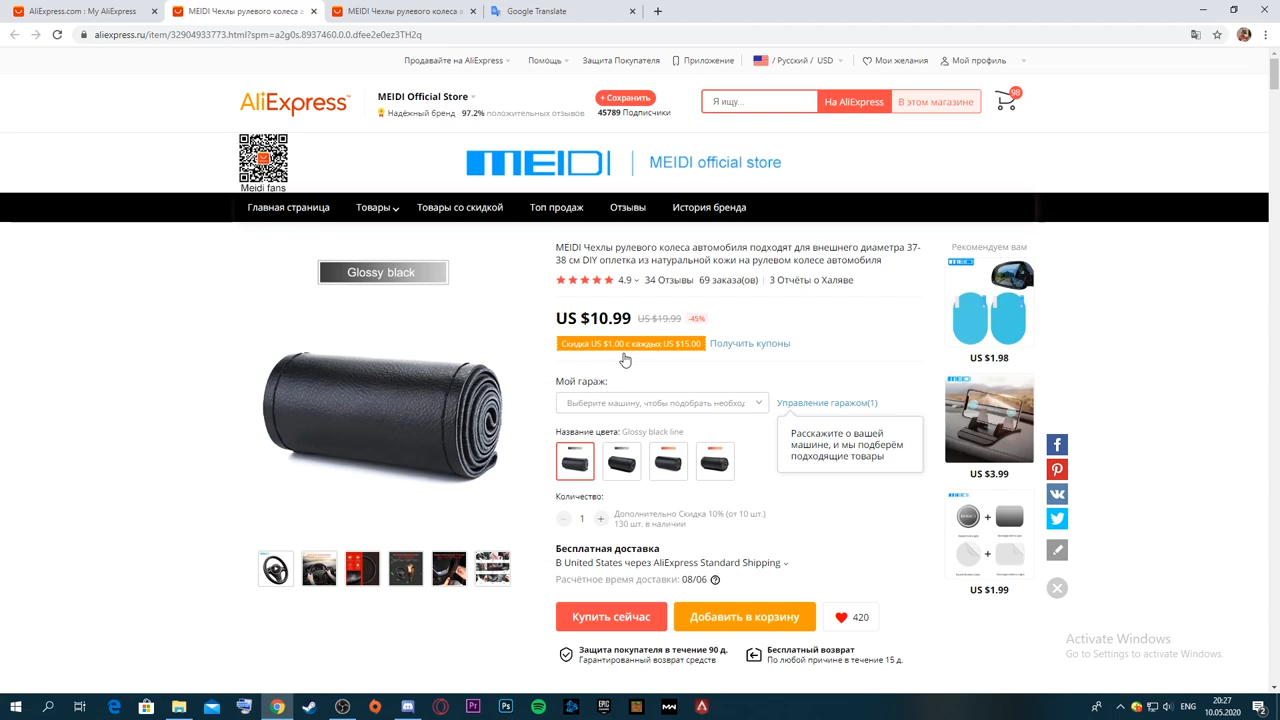 AliExpress.com на русском
MEIDI Чехлы рулевого колеса а
MEIDI Чехлы рулевого колеса а
Google Translate
aliexpress.ru/item/32904933773.html?spm=a2g0s.8937460.0.0.dfee2e0ez3TH2q
Продавайте на AliExpress
Помощь
Защита Покупателя
Приложение
/ Русский / USD
Мои желания
Мой профиль
AliExpress
MEIDI Official Store
Надёжный бренд 97.2% положительных отзывов
+ Сохранить
45789 Подписчики
Я ищу...
На AliExpress
В этом магазине
98
Meidi fans
MEIDI
MEIDI official store
Главная страница
Товары
Товары со скидкой
Топ продаж
Отзывы
История бренда
Glossy black
MEIDI Чехлы рулевого колеса автомобиля подходят для внешнего диаметра 37-
38 см DIY оплетка из натуральной кожи на рулевом колесе автомобиля
4.9 34 Отзывы 69 заказа(ов) 3 Отчёты о Халяве
US $10.99 US $19.99 -45%
Скидка US $1.00 с каждых US $15.00
Получить купоны
Мой гараж:
Выберите машину, чтобы подобрать необход
Управление гаражом(1)
Расскажите о вашей
машине, и мы подберём
подходящие товары
Название цвета: Glossy black line
Количество:
1
Дополнительно Скидка 10% (от 10 шт.)
130 шт. в наличии
Бесплатная доставка
В United States через AliExpress Standard Shipping
Расчётное время доставки: 08/06
Купить сейчас
Добавить в корзину
420
Защита покупателя в течение 90 д.
Гарантированный возврат средств
Бесплатный возврат
По любой причине в течение 15 д.
Рекомендуем вам
MEIDI
US $1.98
MEIDI
US $3.99
MEIDI
US $1.99
Activate Windows
Go to Settings to activate Windows.
20:27
10.05.2020
2